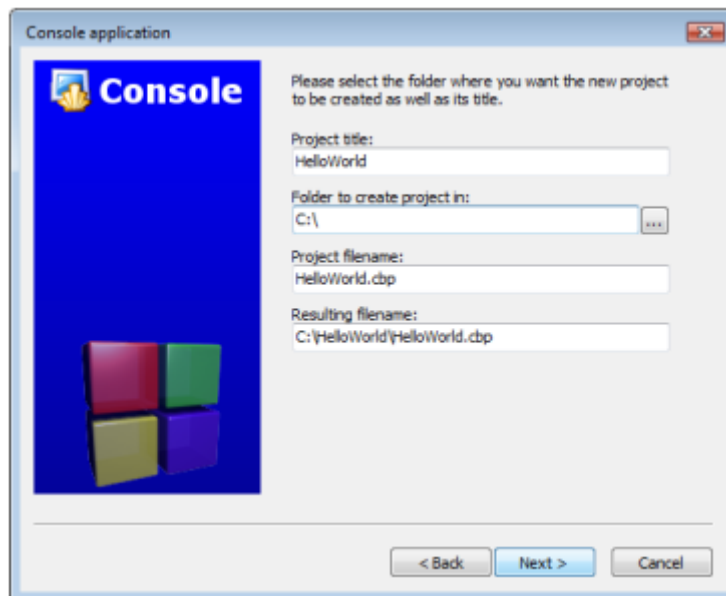 Console application
Console
Please select the folder where you want the new project
to be created as well as its title.
Project title:
HelloWorld
Folder to create project in:
C:\
...
Project filename:
HelloWorld.cbp
Resulting filename:
C:\HelloWorld\HelloWorld.cbp
< Back
Next >
Cancel